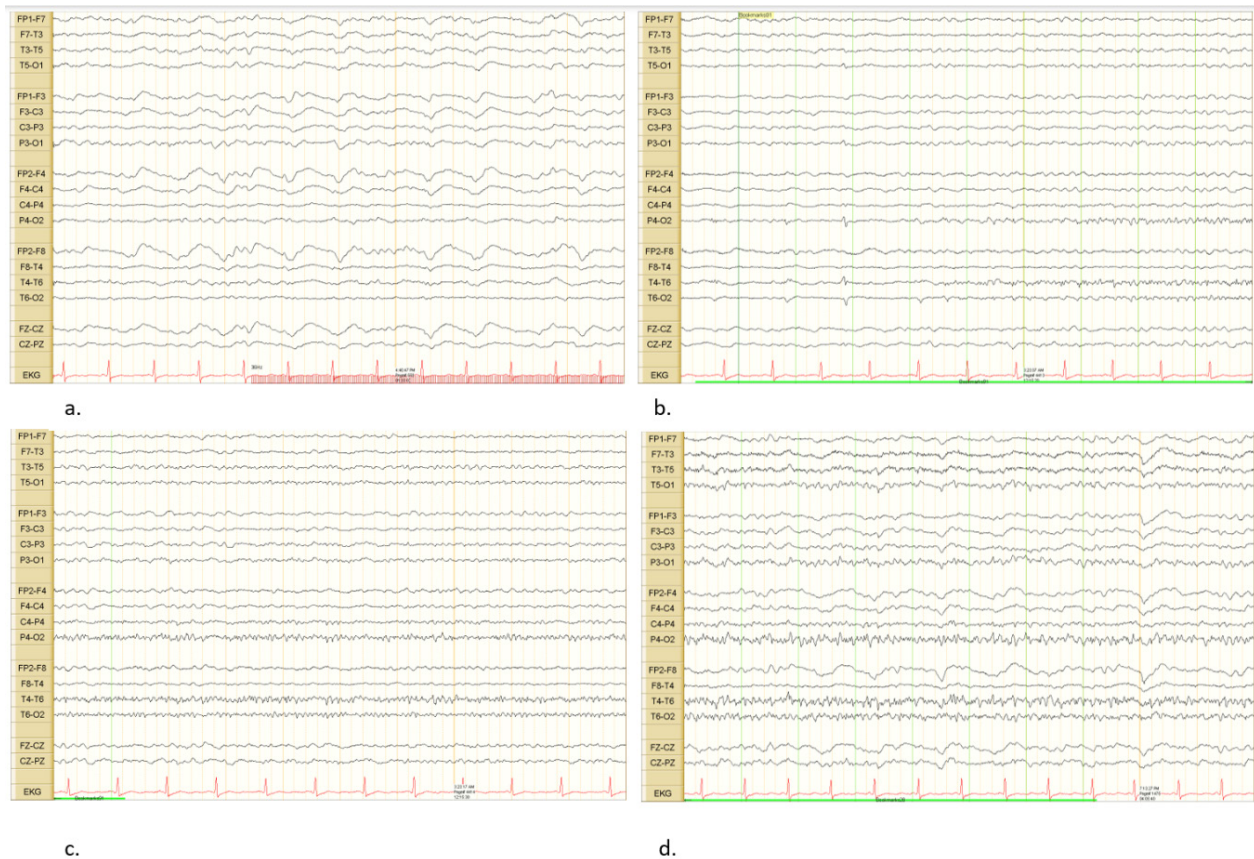 FP1-F7
F7-T3
T3-T5
T5-O1
FP1-F3
F3-C3
C3-P3
P3-O1
FP2-F4
F4-C4
C4-P4
P4-O2
FP2-F8
F8-T4
T4-T6
T6-O2
FZ-CZ
CZ-PZ
EKG
a.
FP1-F7
F7-T3
T3-T5
T5-O1
FP1-F3
F3-C3
C3-P3
P3-O1
FP2-F4
F4-C4
C4-P4
P4-O2
FP2-F8
F8-T4
T4-T6
T6-O2
FZ-CZ
CZ-PZ
EKG
b.
FP1-F7
F7-T3
T3-T5
T5-O1
FP1-F3
F3-C3
C3-P3
P3-O1
FP2-F4
F4-C4
C4-P4
P4-O2
FP2-F8
F8-T4
T4-T6
T6-O2
FZ-CZ
CZ-PZ
EKG
c.
FP1-F7
F7-T3
T3-T5
T5-O1
FP1-F3
F3-C3
C3-P3
P3-O1
FP2-F4
F4-C4
C4-P4
P4-O2
FP2-F8
F8-T4
T4-T6
T6-O2
FZ-CZ
CZ-PZ
EKG
d.